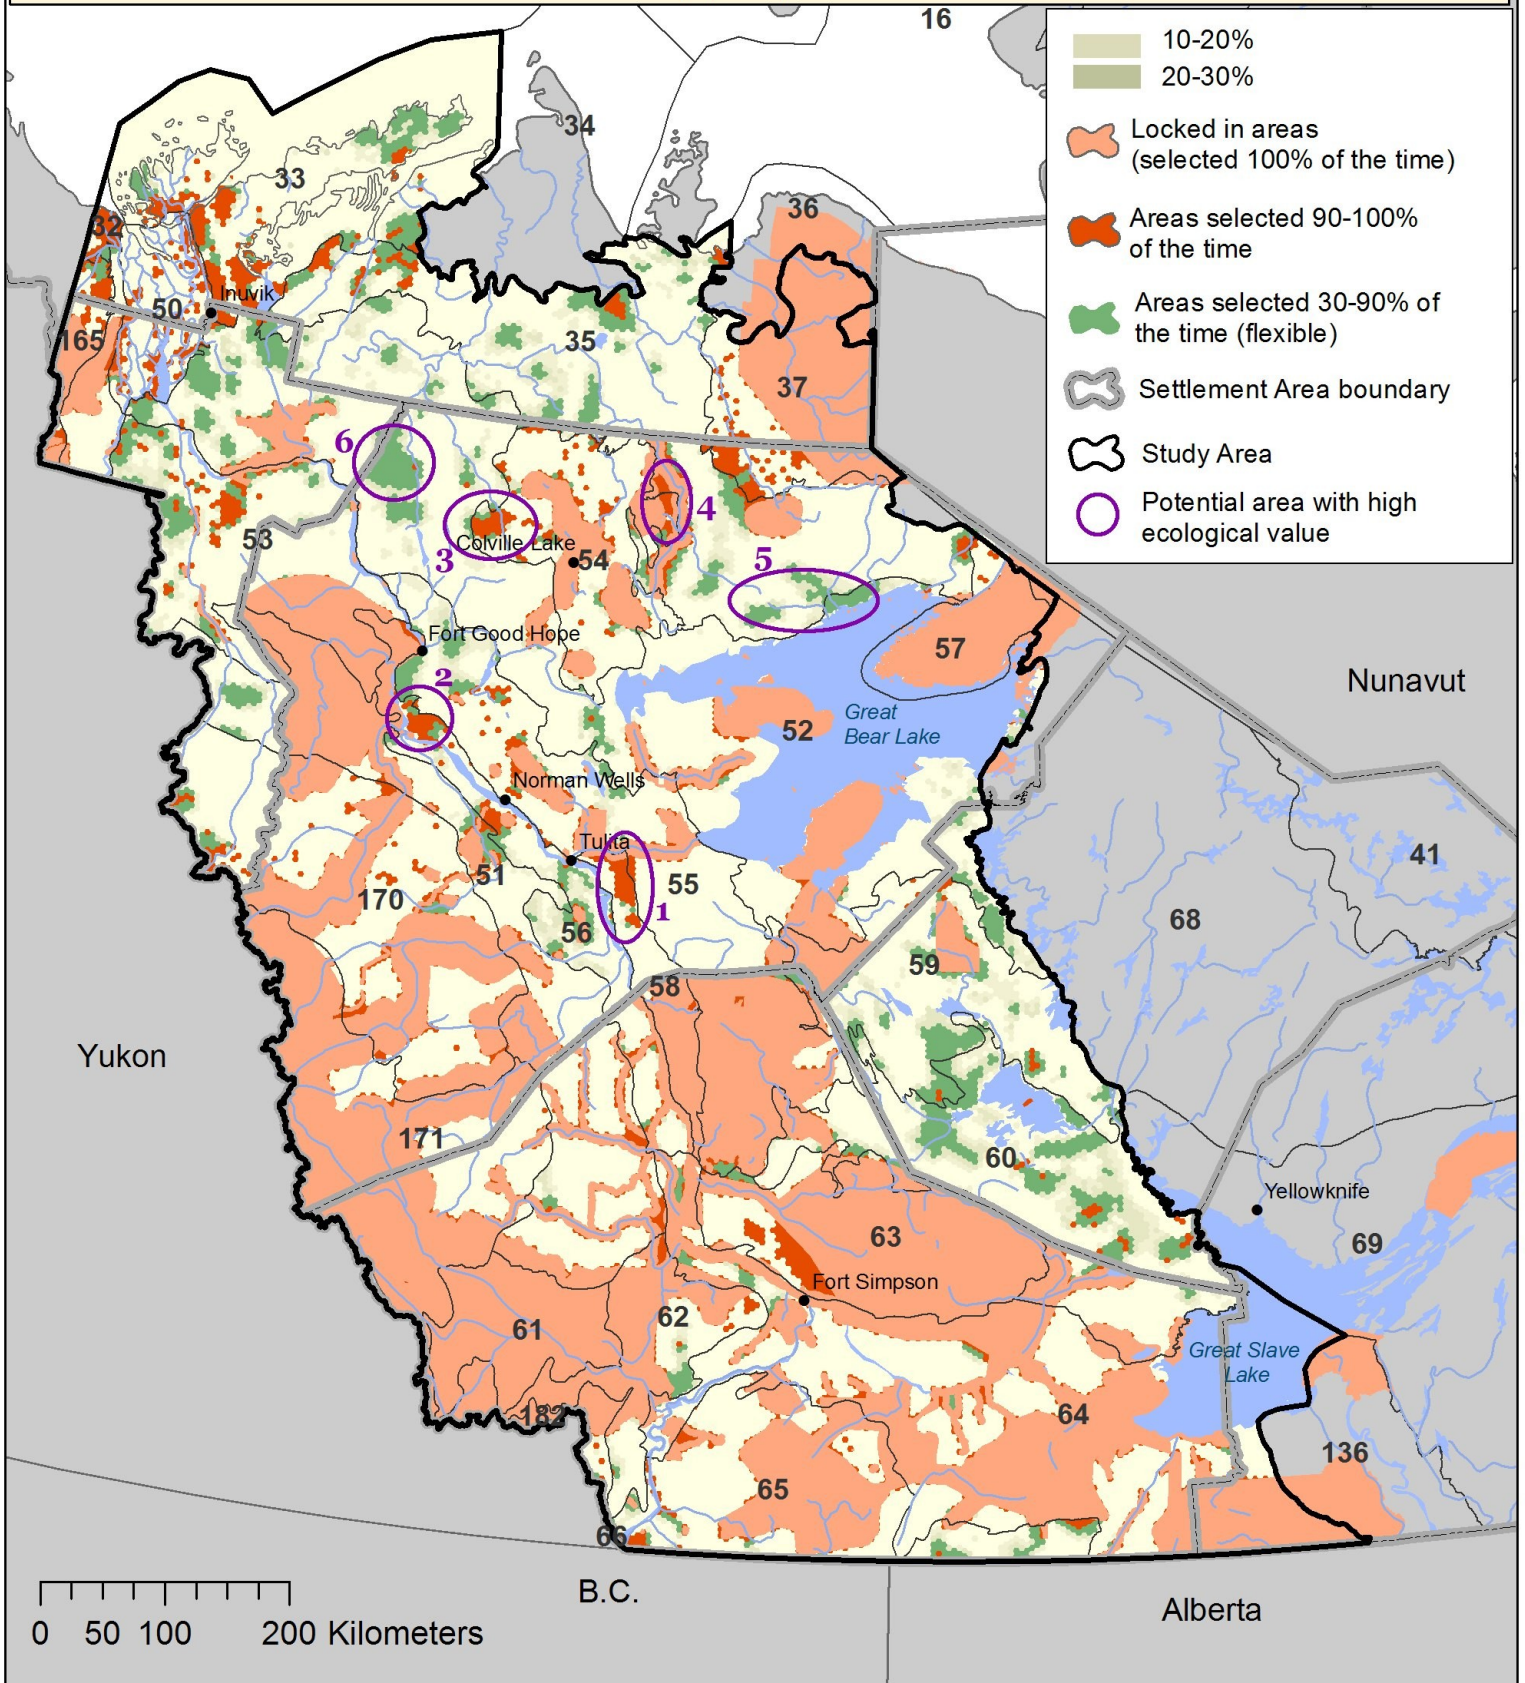 16
10-20%
20-30%
Locked in areas
(selected 100% of the time)
Areas selected 90-100%
of the time
Areas selected 30-90% of
the time (flexible)
Settlement Area boundary
Study Area
Potential area with high
ecological value
34
33
36
32
50
Inuvik
165
35
37
6
4
3
53
Colville Lake
54
5
Fort Good Hope
57
2
Nunavut
52
Great
Bear Lake
Norman Wells
Tulita
51
55
41
170
1
56
68
59
58
Yukon
171
60
Yellowknife
63
69
Fort Simpson
62
61
Great Slave
Lake
182
64
136
65
66
B.C.
Alberta
0 50 100 200 Kilometers